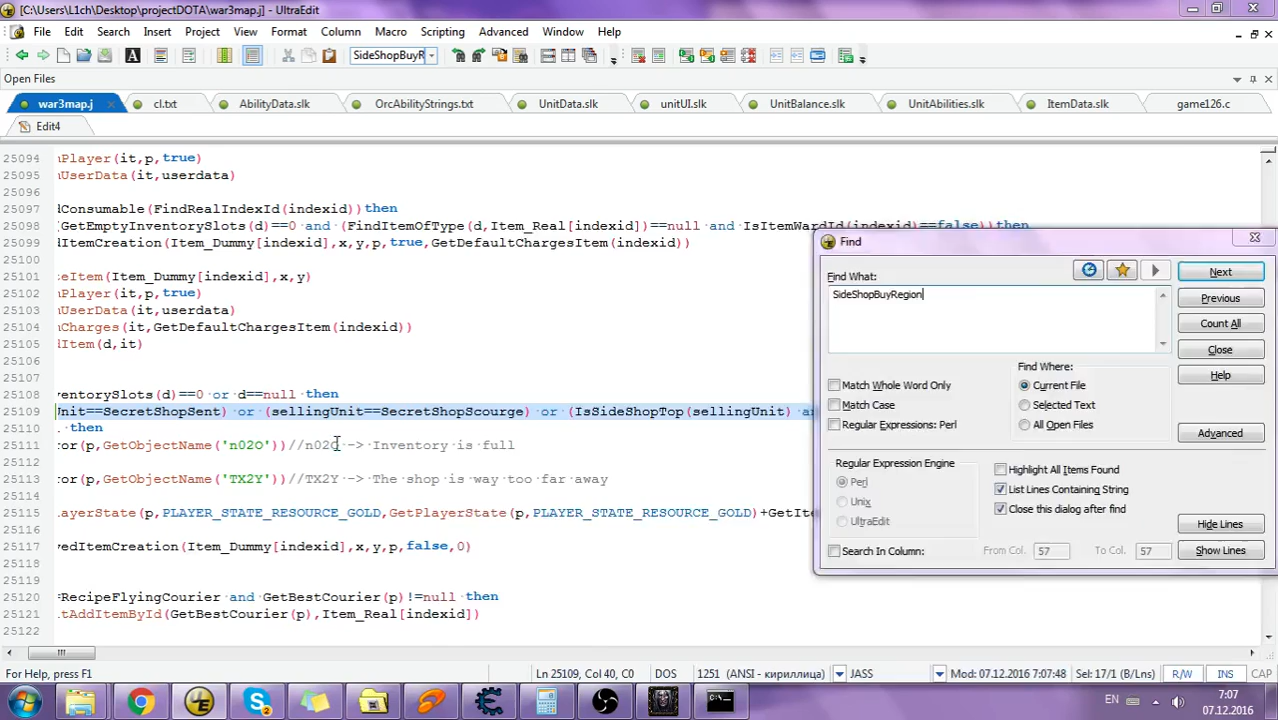 [C:\Users\L1ch\Desktop\projectDOTA\war3map.j] - UltraEdit
File Edit Search Insert Project View Format Column Macro Scripting Advanced Window Help
SideShopBuyR
Open Files
war3map.j cl.txt AbilityData.slk OrcAbilityStrings.txt UnitData.slk unitUI.slk UnitBalance.slk UnitAbilities.slk ItemData.slk game126.c
Edit4
25094 nPlayer(it,p,true)
25095 nUserData(it,userdata)
25096
25097 dConsumable(FindRealIndexId(indexid))then
25098 (GetEmptyInventorySlots(d)==0 and (FindItemOfType(d,Item_Real[indexid])==null and IsItemWardId(indexid)==false))then
25099 dItemCreation(Item_Dummy[indexid],x,y,p,true,GetDefaultChargesItem(indexid))
25100
25101 teItem(Item_Dummy[indexid],x,y)
25102 nPlayer(it,p,true)
25103 nUserData(it,userdata)
25104 nCharges(it,GetDefaultChargesItem(indexid))
25105 dItem(d,it)
25106
25107
25108 ventorySlots(d)==0 or d==null then
25109 Unit==SecretShopSent) or (sellingUnit==SecretShopScourge) or (IsSideShopTop(sellingUnit) an
25110 . then
25111 ror(p,GetObjectName('n02O'))//n02O -> Inventory is full
25112
25113 ror(p,GetObjectName('TX2Y'))//TX2Y -> The shop is way too far away
25114
25115 layerState(p,PLAYER_STATE_RESOURCE_GOLD,GetPlayerState(p,PLAYER_STATE_RESOURCE_GOLD)+GetIte
25116
25117 yedItemCreation(Item_Dummy[indexid],x,y,p,false,0)
25118
25119
25120 =RecipeFlyingCourier and GetBestCourier(p)!=null then
25121 tAddItemById(GetBestCourier(p),Item_Real[indexid])
25122
Find
Find What:
SideShopBuyRegion
Next
Previous
Count All
Close
Help
Advanced
Hide Lines
Show Lines
Match Whole Word Only
Match Case
Regular Expressions: Perl
Find Where:
Current File
Selected Text
All Open Files
Regular Expression Engine
Perl
Unix
UltraEdit
Highlight All Items Found
List Lines Containing String
Close this dialog after find
Search In Column: From Col. 57 To Col. 57
For Help, press F1 Ln 25109, Col 40, C0 DOS 1251 (ANSI - кириллица) JASS Mod: 07.12.2016 7:07:48 Sel: 17/1 (B/Lns) R/W INS CAP
EN 7:07
07.12.2016